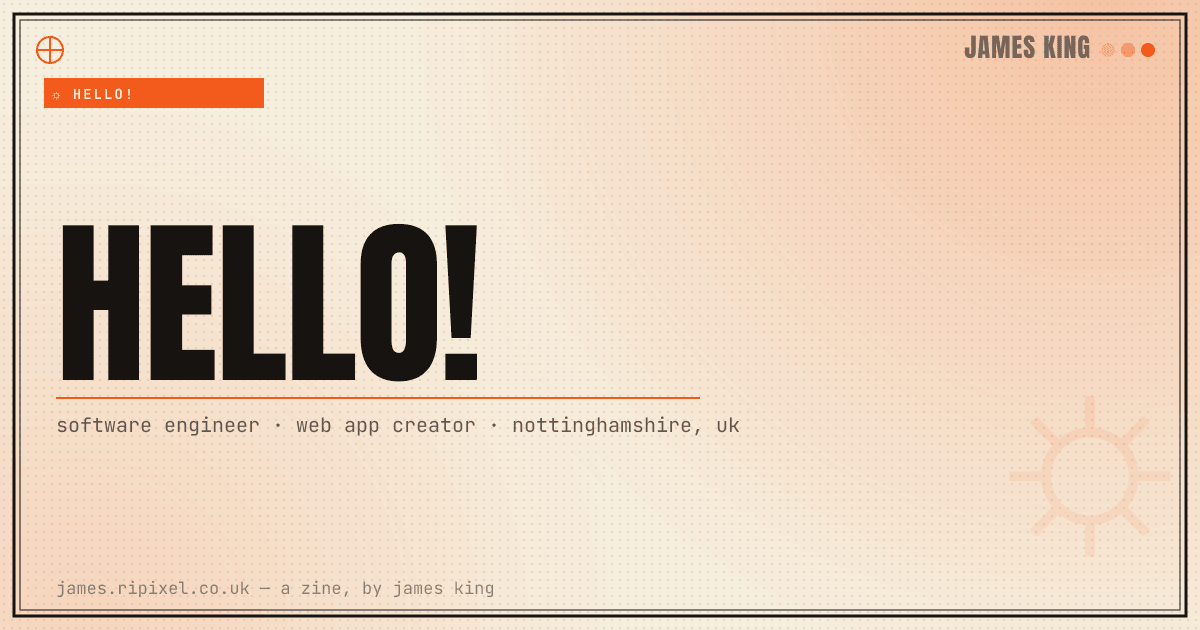 JAMES KING
☼ HELLO!
HELLO!
software engineer · web app creator · nottinghamshire, uk
james.ripixel.co.uk — a zine, by james king